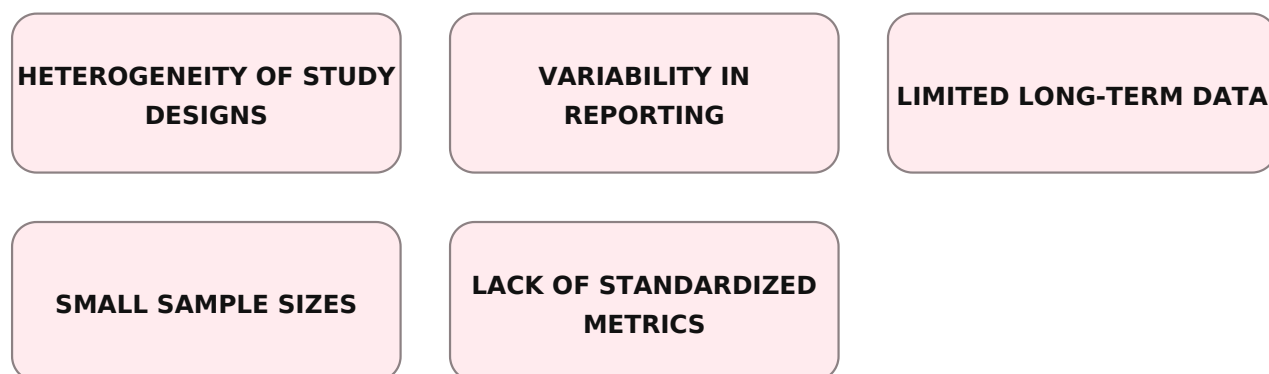 HETEROGENEITY OF STUDY
DESIGNS
VARIABILITY IN
REPORTING
LIMITED LONG-TERM DATA
SMALL SAMPLE SIZES
LACK OF STANDARDIZED
METRICS